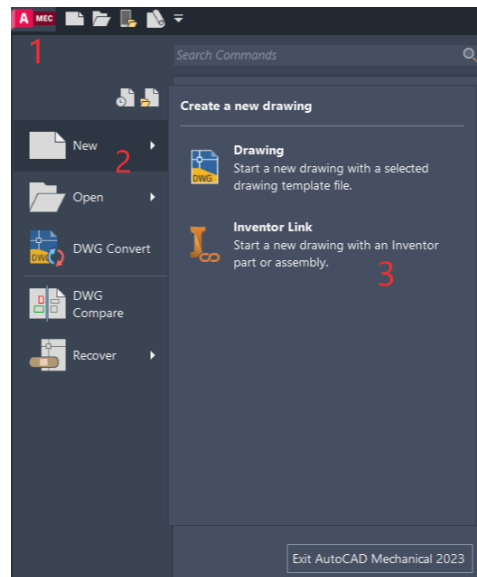 A MEC
1
Search Commands
Create a new drawing
New
2
Drawing
Start a new drawing with a selected
drawing template file.
DWG
Open
Inventor Link
Start a new drawing with an Inventor
part or assembly.
3
DWG
DWG Convert
DWG
Compare
Recover
Exit AutoCAD Mechanical 2023